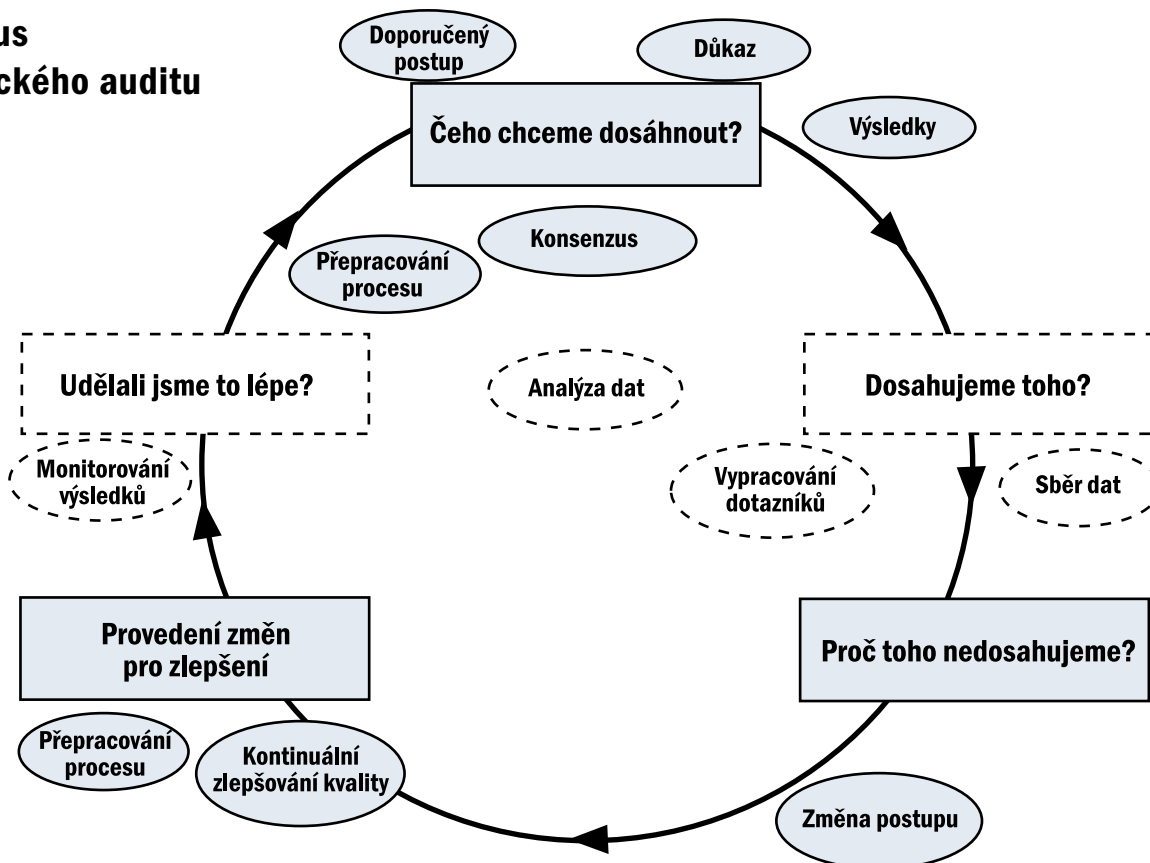 us
ckého auditu
Doporučený
postup
Důkaz
Čeho chceme dosáhnout?
Výsledky
Konsenzus
Přepracování
procesu
Udělali jsme to lépe?
Analýza dat
Dosahujeme toho?
Monitorování
výsledků
Vypracování
dotazníků
Sběr dat
Provedení změn
pro zlepšení
Proč toho nedosahujeme?
Přepracování
procesu
Kontinuální
zlepšování kvality
Změna postupu